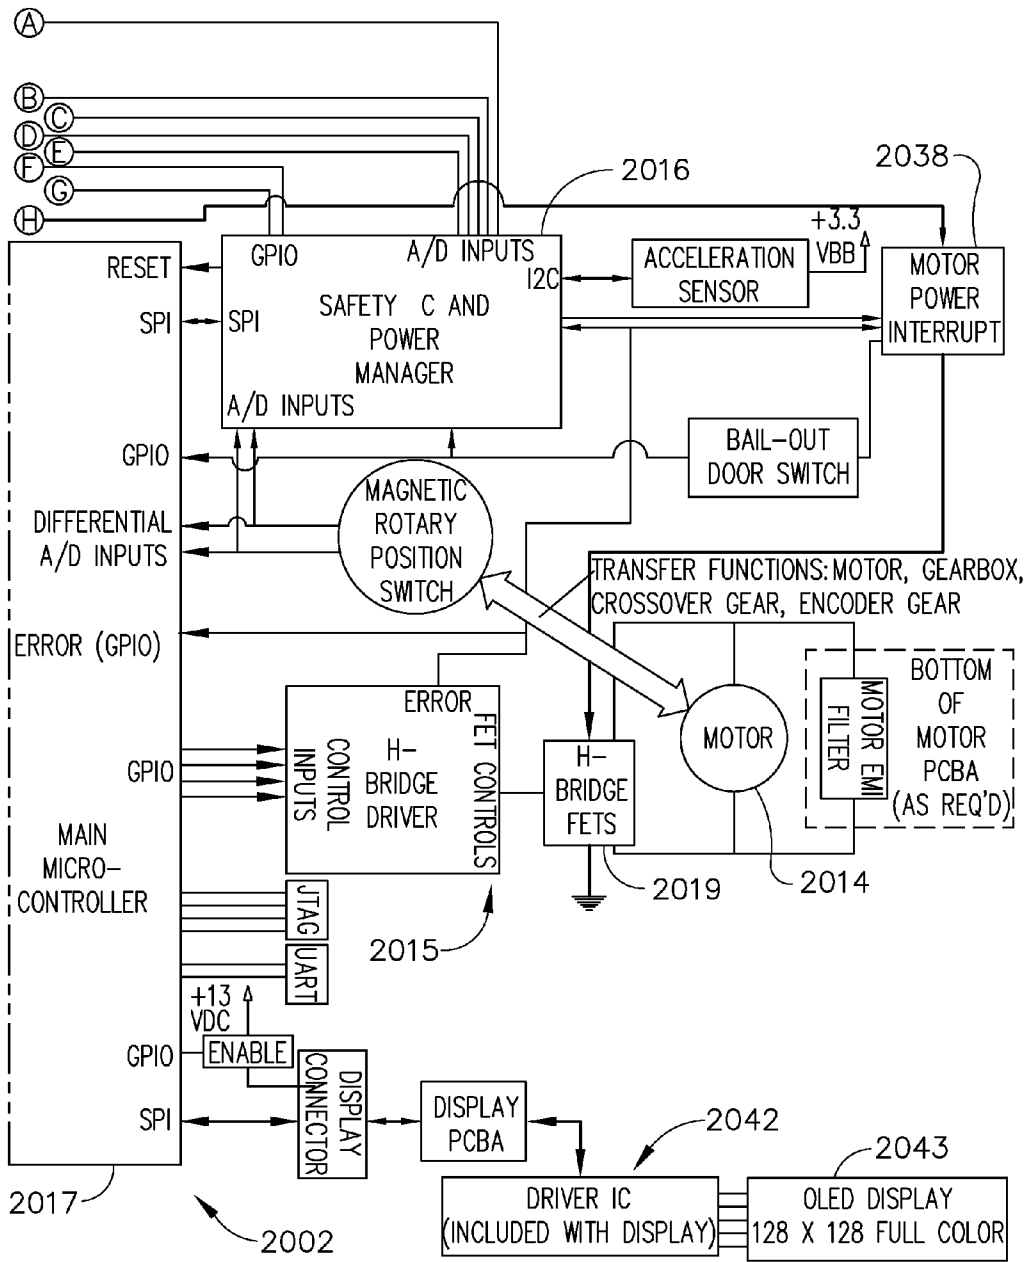 A
B
C
D
E
F
G
H
2016
2038
+3.3
VBB
RESET
GPIO
A/D INPUTS
I2C
ACCELERATION
SENSOR
MOTOR
POWER
INTERRUPT
SPI
SPI
SAFETY C AND
POWER
MANAGER
A/D INPUTS
GPIO
BAIL-OUT
DOOR SWITCH
MAGNETIC
ROTARY
POSITION
SWITCH
DIFFERENTIAL
A/D INPUTS
TRANSFER FUNCTIONS: MOTOR, GEARBOX,
CROSSOVER GEAR, ENCODER GEAR
ERROR (GPIO)
ERROR
CONTROL
INPUTS
H-
BRIDGE
DRIVER
FET CONTROLS
H-
BRIDGE
FETS
MOTOR
MOTOR EMI
FILTER
BOTTOM
OF
MOTOR
PCBA
(AS REQ'D)
GPIO
MAIN
MICRO-
CONTROLLER
2019
2014
JTAG
2015
UART
+13
VDC
GPIO
ENABLE
DISPLAY
CONNECTOR
SPI
DISPLAY
PCBA
2042
2043
DRIVER IC
(INCLUDED WITH DISPLAY)
OLED DISPLAY
128 X 128 FULL COLOR
2017
2002